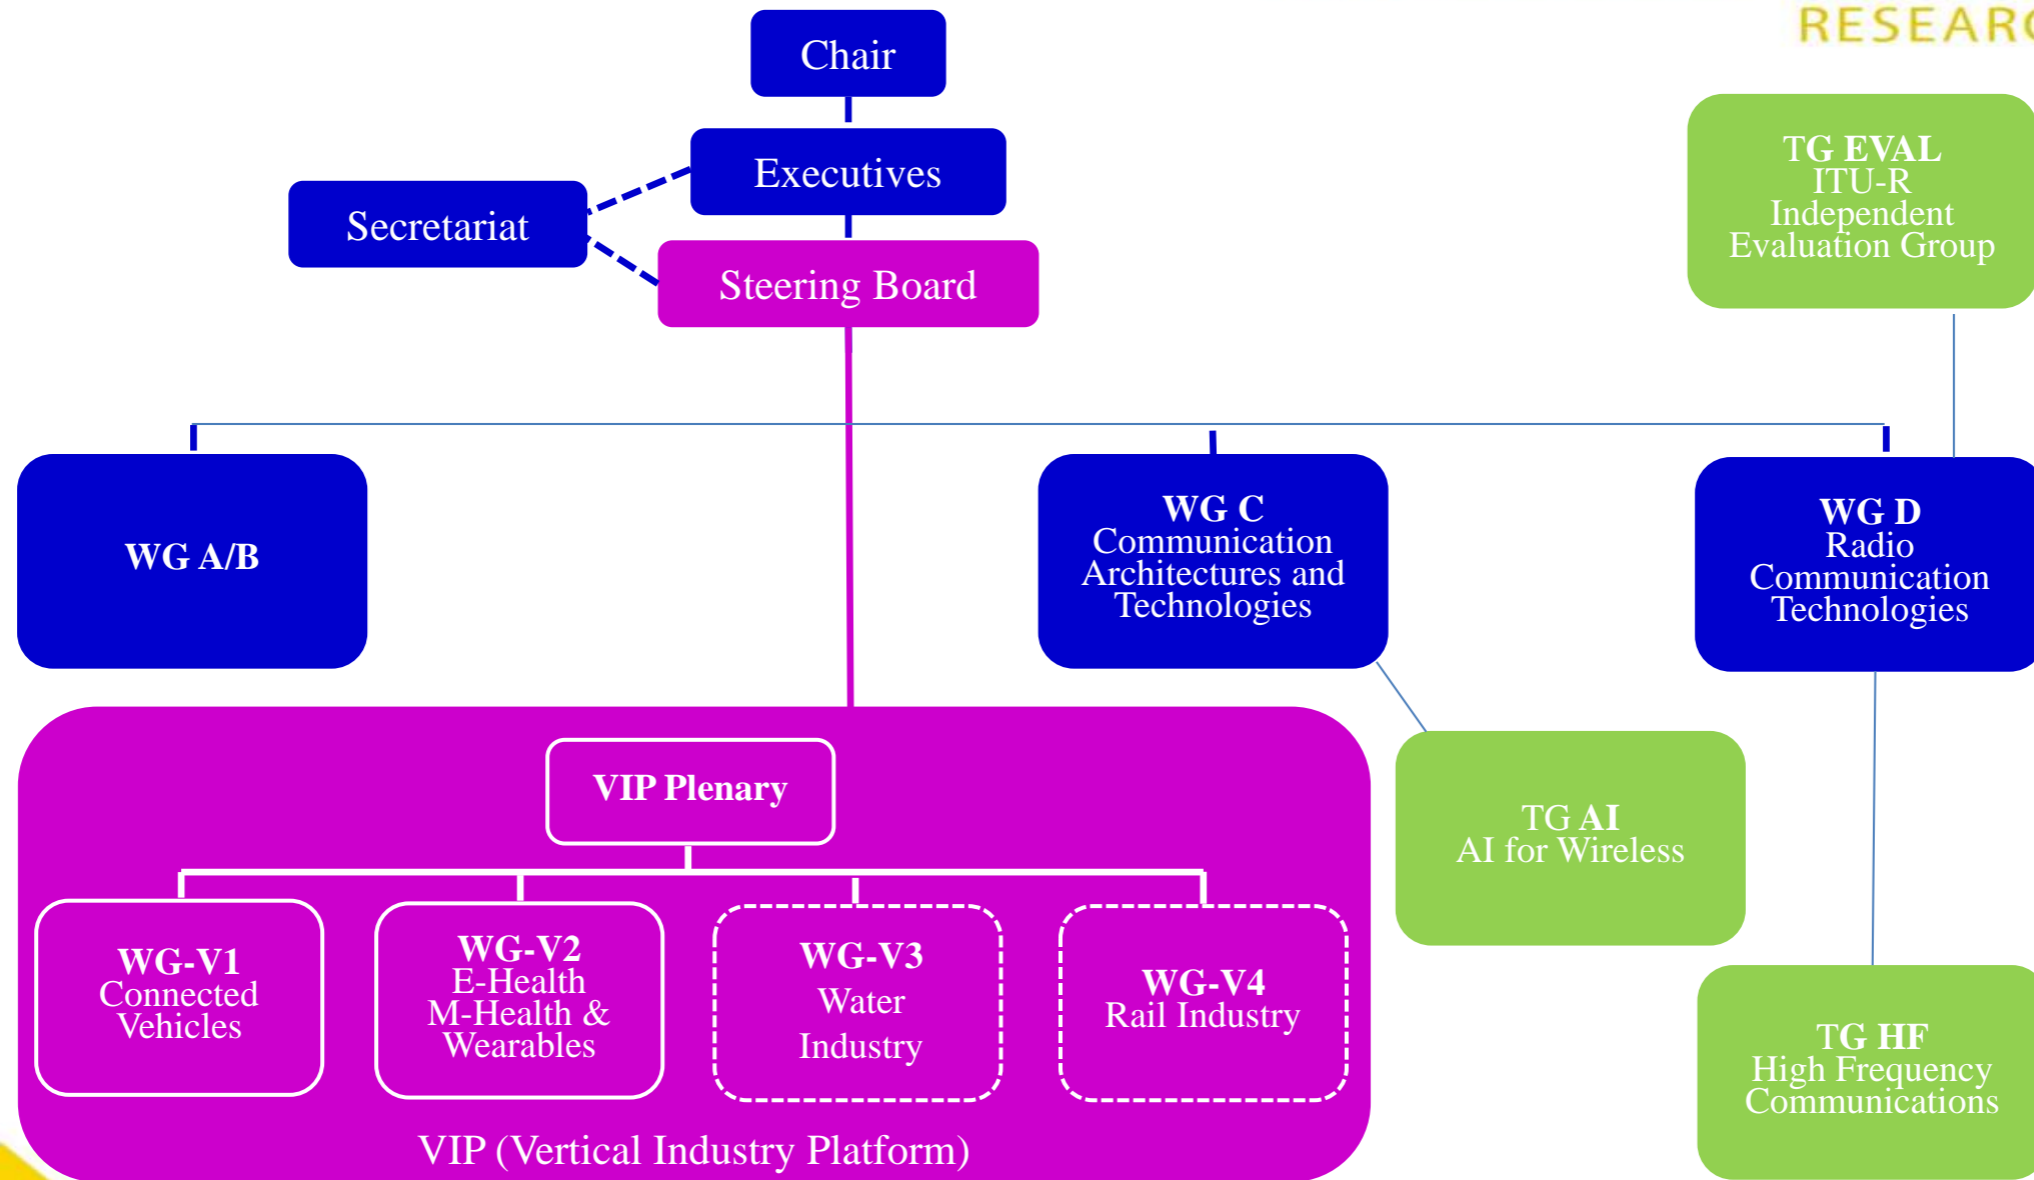 RESEARC
Chair
Executives
Secretariat
Steering Board
TG EVAL
ITU-R
Independent
Evaluation Group
WG A/B
WG C
Communication
Architectures and
Technologies
WG D
Radio
Communication
Technologies
VIP Plenary
WG-V1
Connected
Vehicles
WG-V2
E-Health
M-Health &
Wearables
WG-V3
Water
Industry
WG-V4
Rail Industry
VIP (Vertical Industry Platform)
TG AI
AI for Wireless
TG HF
High Frequency
Communications